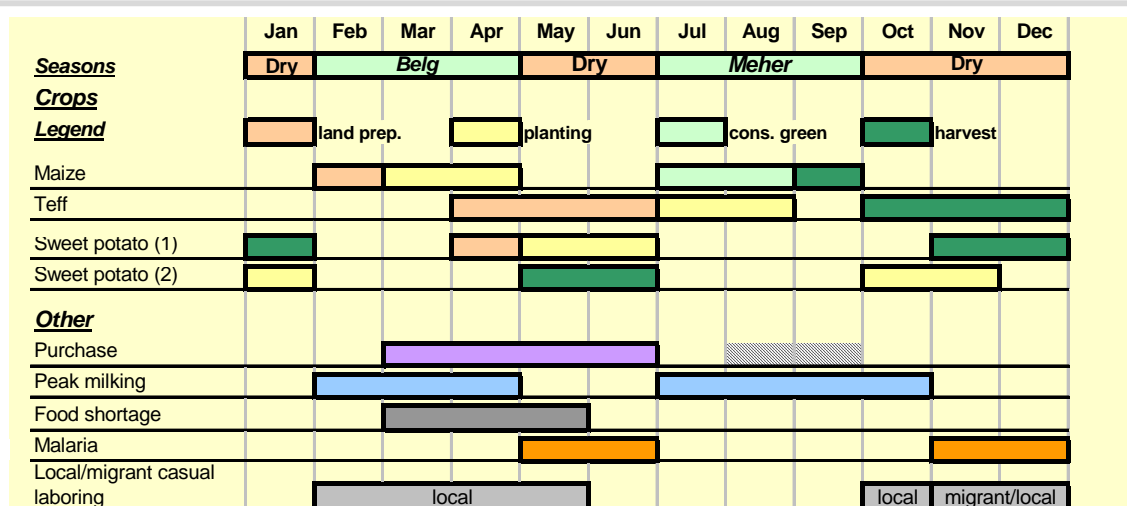 Jan Feb Mar Apr May Jun Jul Aug Sep Oct Nov Dec
Seasons Dry Belg Dry Meher Dry
Crops
Legend land prep. planting cons. green harvest
Maize
Teff
Sweet potato (1)
Sweet potato (2)
Other
Purchase
Peak milking
Food shortage
Malaria
Local/migrant casual
laboring local local migrant/local